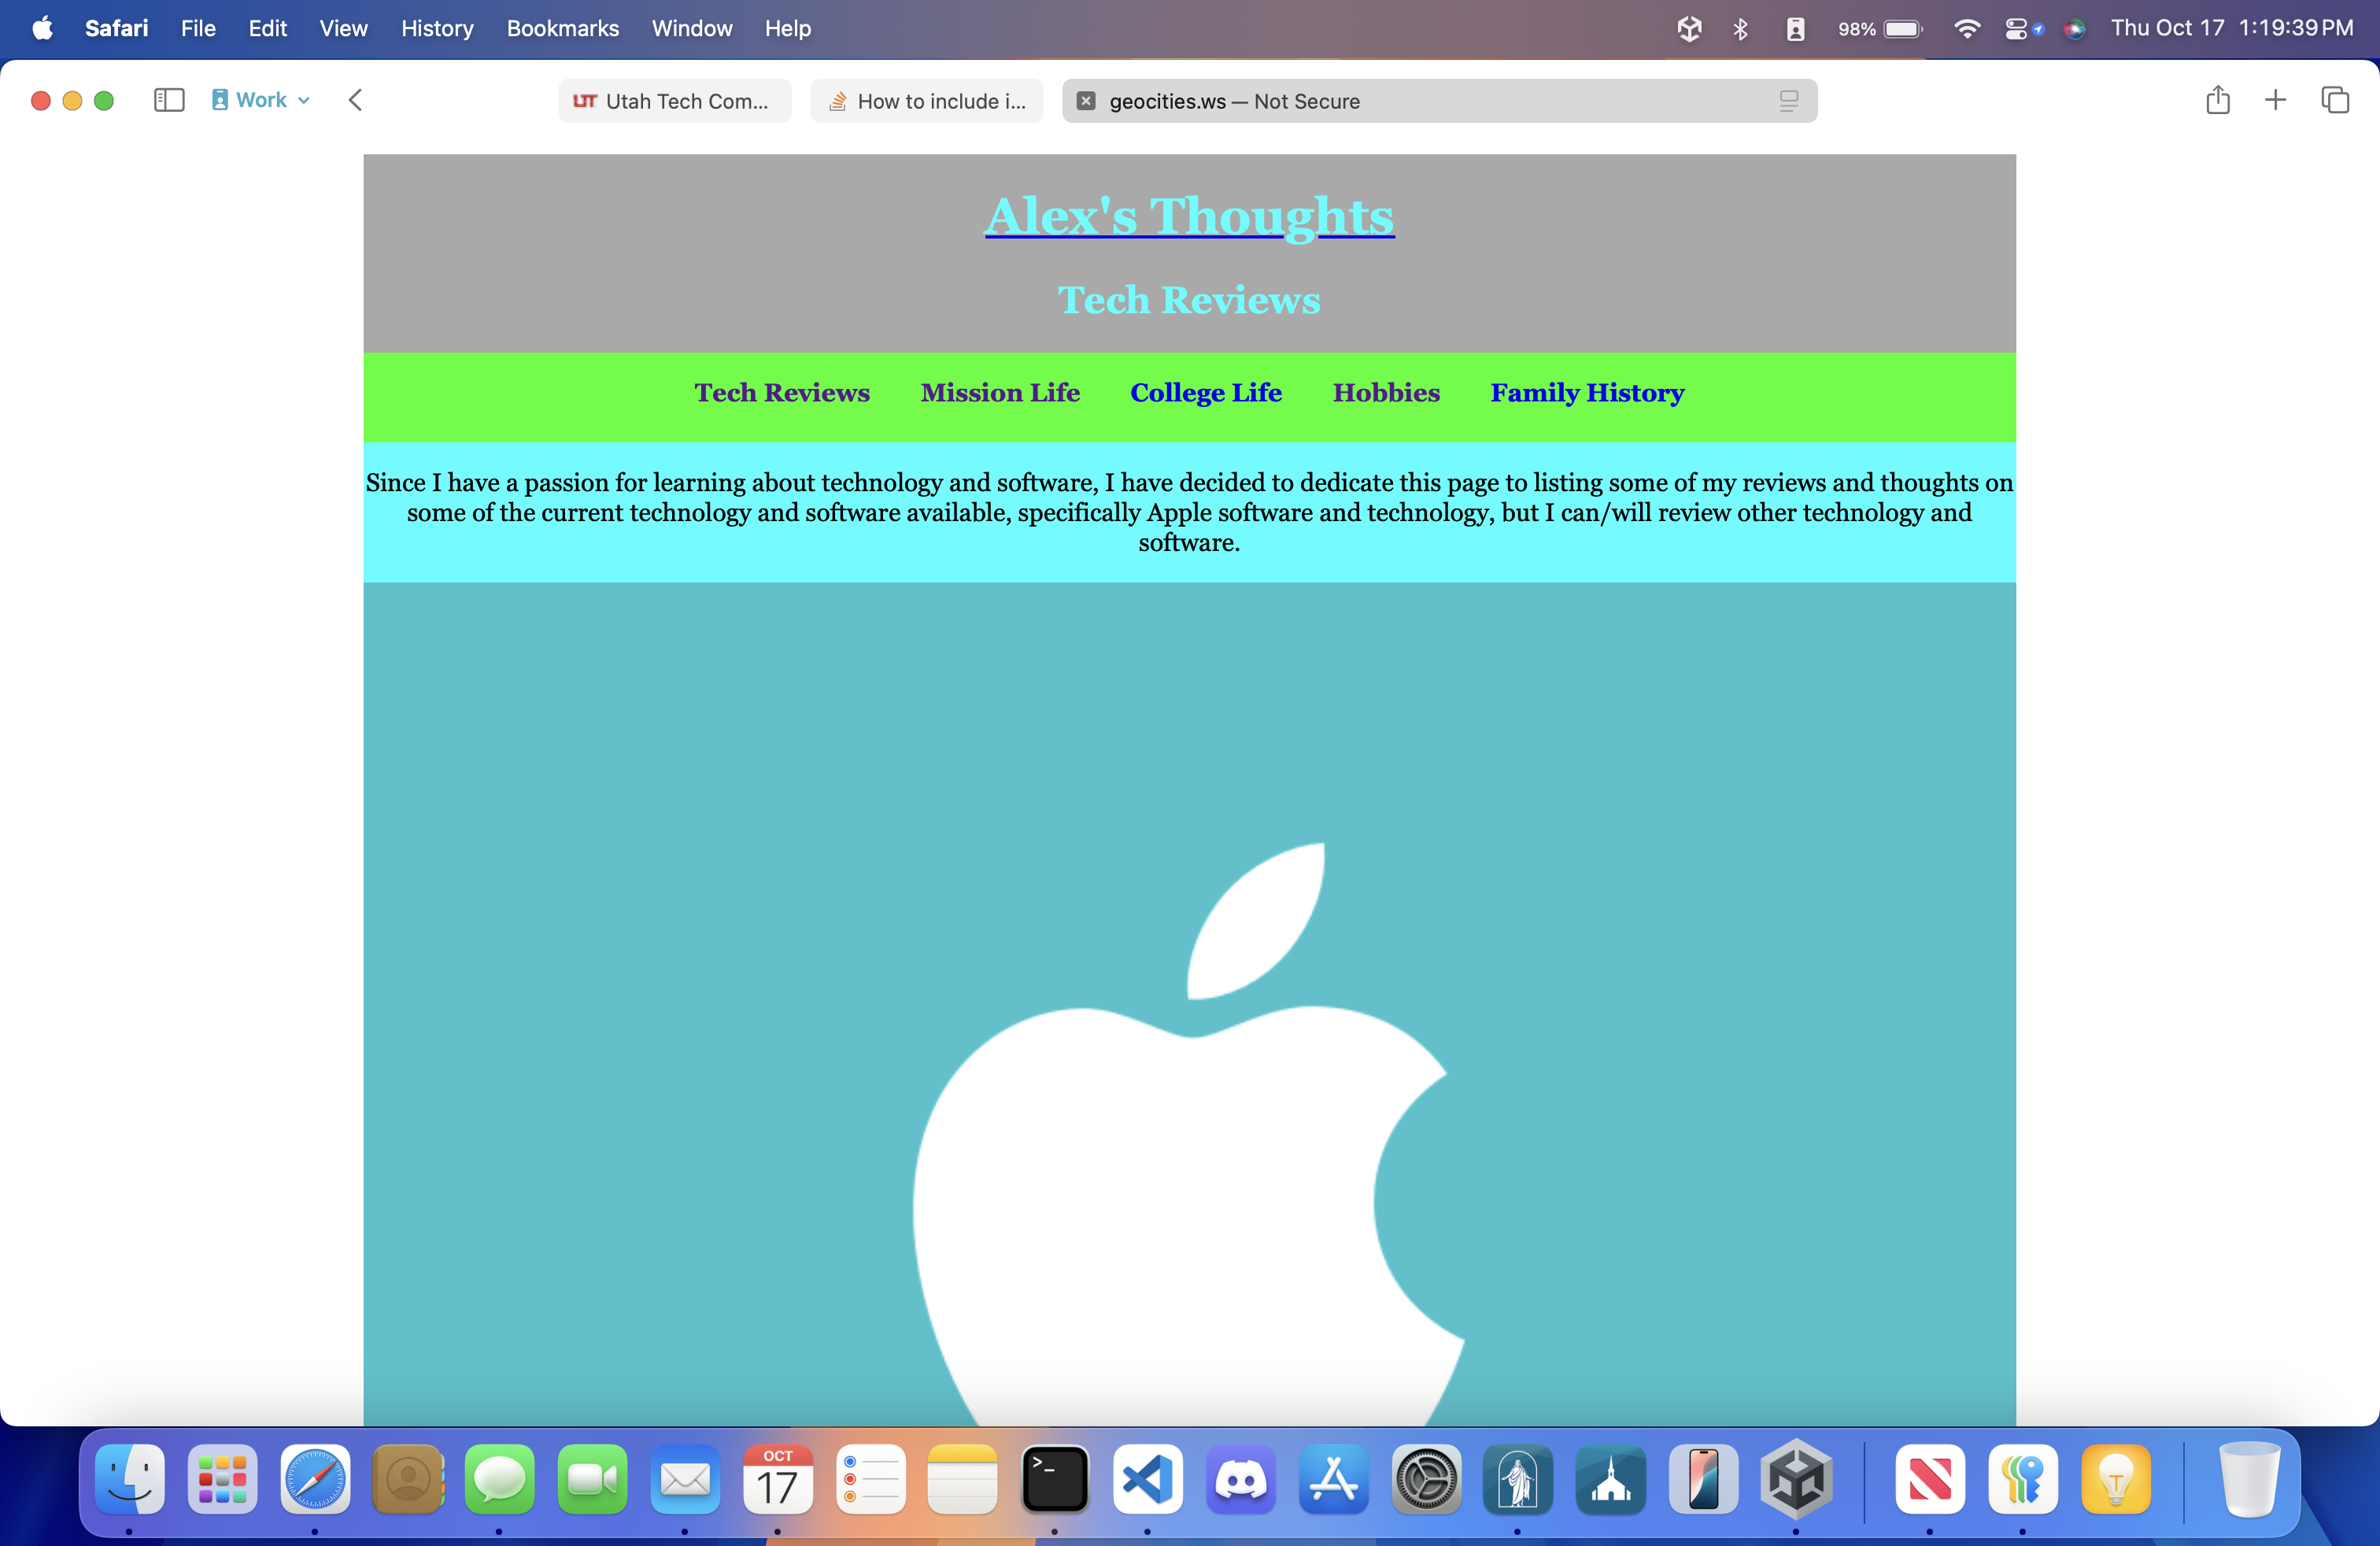 Safari File Edit View History Bookmarks Window Help 98% Thu Oct 17 1:19:39 PM
Work UT Utah Tech Com... How to include i... geocities.ws — Not Secure
Alex's Thoughts
Tech Reviews
Tech Reviews Mission Life College Life Hobbies Family History
Since I have a passion for learning about technology and software, I have decided to dedicate this page to listing some of my reviews and thoughts on
some of the current technology and software available, specifically Apple software and technology, but I can/will review other technology and
software.
OCT
17
>_
T